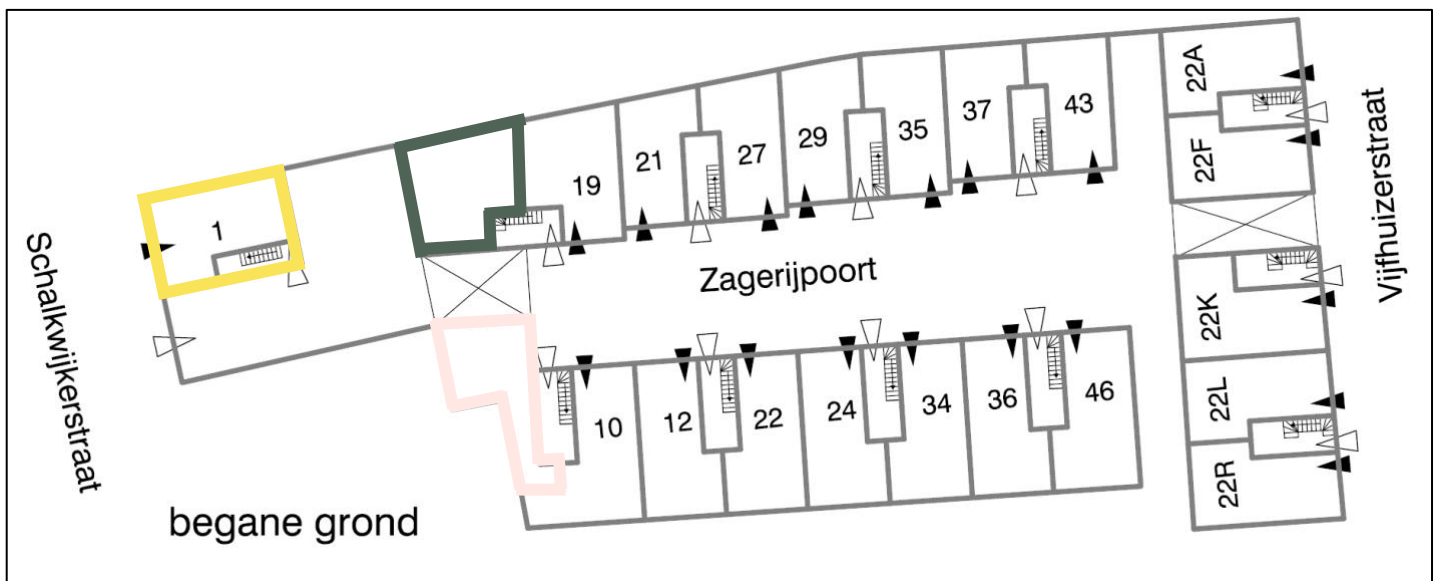 Schalkwijkerstraat
1
19
21
27
29
35
37
43
22A
22F
Zagerijpoort
Vijfhuizerstraat
22K
22L
22R
10
12
22
24
34
36
46
begane grond